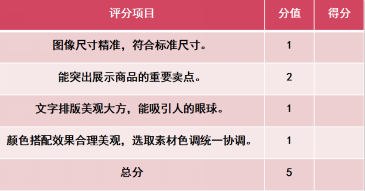 评分项目 分值 得分
图像尺寸精准，符合标准尺寸。 1
能突出展示商品的重要卖点。 2
文字排版美观大方，能吸引人的眼球。 1
颜色搭配效果合理美观，选取素材色调统一协调。 1
总分 5